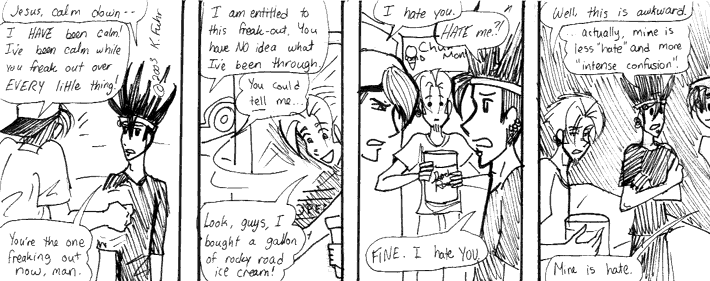 Jesus, calm down--
I HAVE been calm!
I've been calm while
you freak out over
EVERY little thing!
©2003 K. Fuhr
You're the one
freaking out
now, man.
I am entitled to
this freak-out. You
have NO idea what
I've been through.
You could
tell me...
Look, guys, I
bought a gallon
of rocky road
ice cream!
I hate you.
HATE me?!
FINE. I hate you
Well, this is awkward.
...actually, mine is
less "hate" and more
"intense confusion"
Mine is hate.